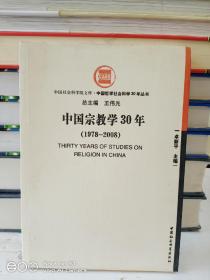 中国社会科学院文库·中国哲学社会科学30年丛书
总主编 王伟光
中国宗教学30年
(1978-2008)
THIRTY YEARS OF STUDIES ON
RELIGION IN CHINA
卓新平 主编
中国社会科学出版社